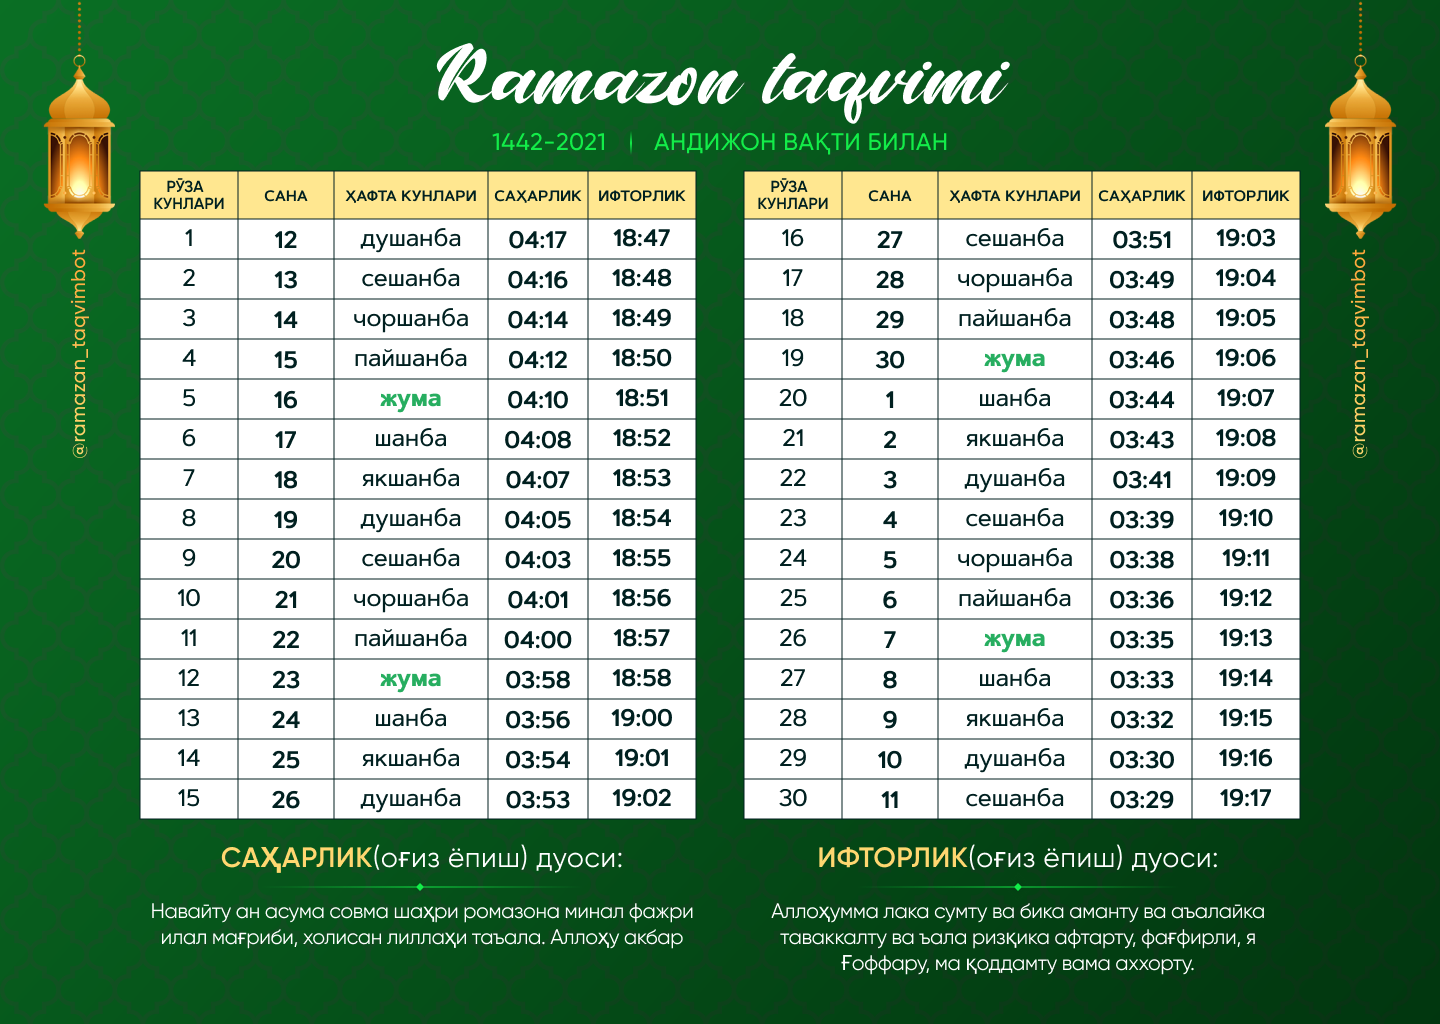 Ramazon taqvimi
1442-2021 | АНДИЖОН ВАҚТИ БИЛАН
РЎЗА КУНЛАРИ САНА ҲАФТА КУНЛАРИ САҲАРЛИК ИФТОРЛИК
1 12 душанба 04:17 18:47
2 13 сешанба 04:16 18:48
3 14 чоршанба 04:14 18:49
4 15 пайшанба 04:12 18:50
5 16 жума 04:10 18:51
6 17 шанба 04:08 18:52
7 18 якшанба 04:07 18:53
8 19 душанба 04:05 18:54
9 20 сешанба 04:03 18:55
10 21 чоршанба 04:01 18:56
11 22 пайшанба 04:00 18:57
12 23 жума 03:58 18:58
13 24 шанба 03:56 19:00
14 25 якшанба 03:54 19:01
15 26 душанба 03:53 19:02
РЎЗА КУНЛАРИ САНА ҲАФТА КУНЛАРИ САҲАРЛИК ИФТОРЛИК
16 27 сешанба 03:51 19:03
17 28 чоршанба 03:49 19:04
18 29 пайшанба 03:48 19:05
19 30 жума 03:46 19:06
20 1 шанба 03:44 19:07
21 2 якшанба 03:43 19:08
22 3 душанба 03:41 19:09
23 4 сешанба 03:39 19:10
24 5 чоршанба 03:38 19:11
25 6 пайшанба 03:36 19:12
26 7 жума 03:35 19:13
27 8 шанба 03:33 19:14
28 9 якшанба 03:32 19:15
29 10 душанба 03:30 19:16
30 11 сешанба 03:29 19:17
САҲАРЛИК(оғиз ёпиш) дуоси:
Навайту ан асума совма шаҳри ромазона минал фажри
илал мағриби, холисан лиллаҳи таъала. Аллоҳу акбар
ИФТОРЛИК(оғиз ёпиш) дуоси:
Аллоҳумма лака сумту ва бика аманту ва аъалайка
таваккалту ва ъала ризқика афтарту, фағфирли, я
Ғоффару, ма қоддамту вама аххорту.
@ramazan_taqvimbot
@ramazan_taqvimbot